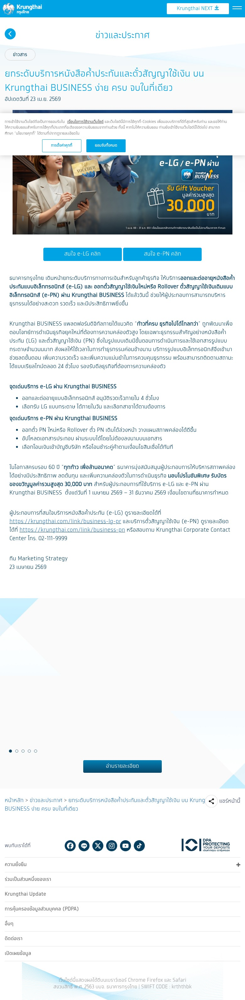 Krungthai
กรุงไทย
Krungthai NEXT
ข่าวและประกาศ
ข่าวสาร
ยกระดับบริการหนังสือค้ำประกันและตั๋วสัญญาใช้เงิน บน
Krungthai BUSINESS ง่าย ครบ จบในที่เดียว
อัปเดตวันที่ 23 เม.ย. 2569
การเข้าใช้งานเว็บไซต์ถือเป็นการยอมรับใน เงื่อนไขการใช้งานเว็บไซต์ และเว็บไซต์นี้มีการใช้คุกกี้-Cookies เพื่อมอบบริการที่ดีที่สุดสำหรับท่าน และขอให้ท่าน
ให้ความยินยอมสำหรับการใช้คุกกี้ประเภทที่จะต้องขอความยินยอมจากท่านด้วย ทั้งนี้ หากไม่ให้ความยินยอม ท่านยังเข้าใช้งานเว็บไซต์นี้ได้ต่อไป สามารถ
ศึกษา "นโยบายคุกกี้" ได้ตามที่ปรากฏรายละเอียดใน
การตั้งค่าคุกกี้
ยอมรับทั้งหมด
VOUCHER
e-LG / e-PN ผ่าน
Krungthai
BUSINESS
รับ Gift Voucher
มูลค่ารวมสูงสุด
30,000
บาท
1 เม.ย. 69 - 31 ธ.ค. 69 | เงื่อนไขและหลักเกณฑ์การพิจารณาสินเชื่อเป็นไปตามที่ธนาคารฯ กำหนด
สนใจ e-LG คลิก
สนใจ e-PN คลิก
ธนาคารกรุงไทย เดินหน้ายกระดับบริการทางการเงินสำหรับลูกค้าธุรกิจ ให้บริการออกและต่ออายุหนังสือค้ำ
ประกันแบบอิเล็กทรอนิกส์ (e-LG) และ ออกตั๋วสัญญาใช้เงินใหม่หรือ Rollover ตั๋วสัญญาใช้เงินเดิมแบบ
อิเล็กทรอนิกส์ (e-PN) ผ่าน Krungthai BUSINESS ได้แล้ววันนี้ ช่วยให้ผู้ประกอบการสามารถบริหาร
ธุรกรรมได้อย่างสะดวก รวดเร็ว และมีประสิทธิภาพยิ่งขึ้น
Krungthai BUSINESS แพลตฟอร์มดิจิทัลภายใต้แนวคิด "ก้าวที่ครบ ธุรกิจไปได้ไกลกว่า" ถูกพัฒนาเพื่อ
ตอบโจทย์การดำเนินธุรกิจยุคใหม่ที่ต้องการความคล่องตัวสูง โดยเฉพาะธุรกรรมสำคัญอย่างหนังสือค้ำ
ประกัน (LG) และตั๋วสัญญาใช้เงิน (PN) ซึ่งในรูปแบบเดิมมีขั้นตอนการดำเนินการและใช้เอกสารรูปแบบ
กระดาษจำนวนมาก ส่งผลให้ใช้เวลาในการทำธุรกรรมค่อนข้างนาน บริการรูปแบบอิเล็กทรอนิกส์จึงเข้ามา
ช่วยลดขั้นตอน เพิ่มความรวดเร็ว และเพิ่มความแม่นยำในการควบคุมธุรกรรม พร้อมสามารถติดตามสถานะ
ได้แบบเรียลไทม์ตลอด 24 ชั่วโมง รองรับดีลธุรกิจที่ต้องการความคล่องตัว
จุดเด่นบริการ e-LG ผ่าน Krungthai BUSINESS
• ออกและต่ออายุแบบอิเล็กทรอนิกส์ อนุมัติรวดเร็วภายใน 4 ชั่วโมง
• เลือกรับ LG แบบกระดาษ ได้ภายในวัน และเลือกสาขาได้ตามต้องการ
จุดเด่นบริการ e-PN ผ่าน Krungthai BUSINESS
• ออกตั๋ว PN ใหม่หรือ Rollover ตั๋ว PN เดิมได้ล่วงหน้า วางแผนสภาพคล่องได้ดีขึ้น
• อัปโหลดเอกสารประกอบ ผ่านระบบได้โดยไม่ต้องลงนามบนเอกสาร
• เลือกโอนเงินเข้าบัญชีบริษัท หรือโอนชำระคู่ค้าตามเงื่อนไขสินเชื่อได้ทันที
ในโอกาสครบรอบ 60 ปี "ทุกก้าว เพื่อล้านอนาคต" ธนาคารมุ่งสนับสนุนผู้ประกอบการให้บริหารสภาพคล่อง
ได้อย่างมีประสิทธิภาพ ลดต้นทุน และเพิ่มความคล่องตัวในการดำเนินธุรกิจ มอบโปรโมชันพิเศษ รับบัตร
ของขวัญมูลค่ารวมสูงสุด 30,000 บาท สำหรับผู้ประกอบการที่ใช้บริการ e-LG และ e-PN ผ่าน
Krungthai BUSINESS ตั้งแต่วันที่ 1 เมษายน 2569 – 31 ธันวาคม 2569 เงื่อนไขตามที่ธนาคารกำหนด
ผู้ประกอบการที่สนใจบริการหนังสือค้ำประกัน (e-LG) ดูรายละเอียดได้ที่
https://krungthai.com/link/business-lg-pr และบริการตั๋วสัญญาใช้เงิน (e-PN) ดูรายละเอียด
ได้ที่ https://krungthai.com/link/business-pn หรือสอบถาม Krungthai Corporate Contact
Center โทร. 02-111-9999
ทีม Marketing Strategy
23 เมษายน 2569
อ่านรายละเอียด
หน้าหลัก > ข่าวและประกาศ > ยกระดับบริการหนังสือค้ำประกันและตั๋วสัญญาใช้เงิน บน Krung
BUSINESS ง่าย ครบ จบในที่เดียว
แชร์หน้านี้
พบกับเราได้ที่
DPA
PROTECTING
YOUR DEPOSITS
เงินฝากคุณ เราคุ้มครอง
ความยั่งยืน
ร่วมเป็นส่วนหนึ่งของเรา
Krungthai Update
การคุ้มครองข้อมูลส่วนบุคคล (PDPA)
อื่นๆ
ติดต่อเรา
เปิดเผยข้อมูล
เว็บไซต์นี้แสดงผลได้ดีบนเบราว์เซอร์ Chrome Firefox และ Safari
สงวนสิทธิ์ พ.ศ. 2563 บมจ. ธนาคารกรุงไทย | SWIFT CODE : krththbk